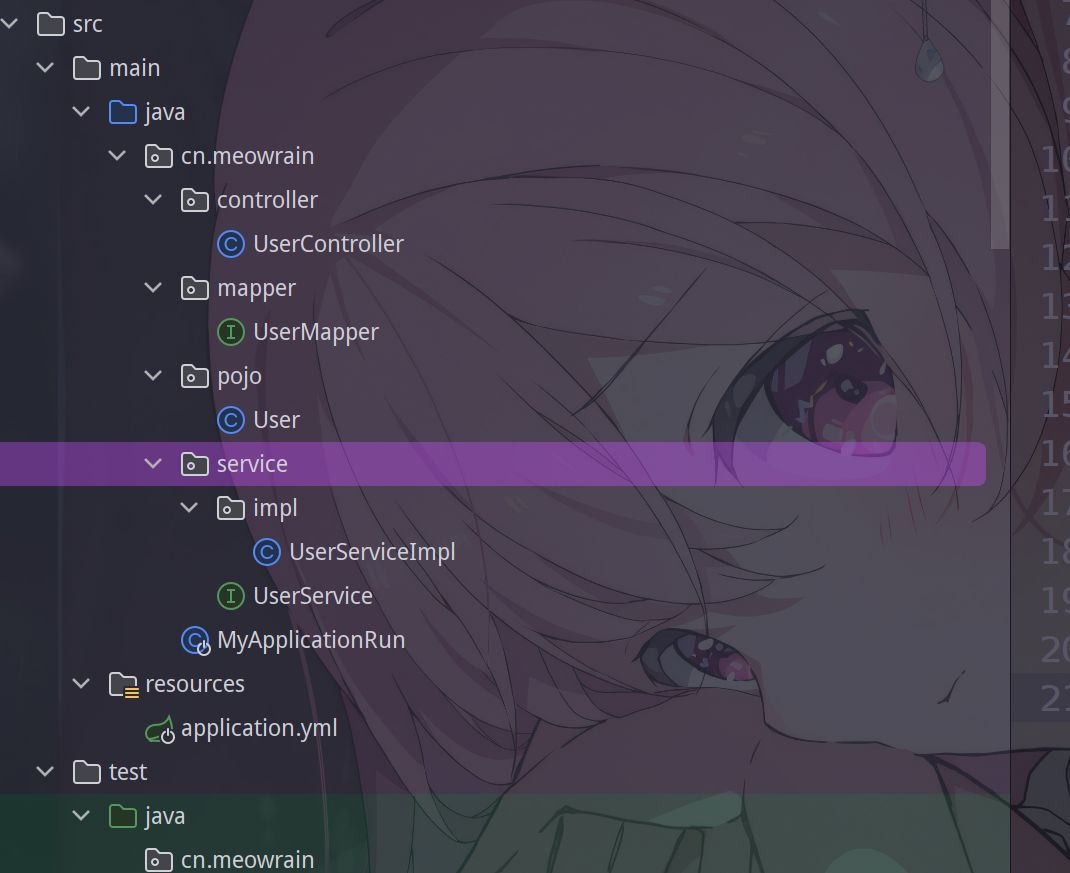 src
main
java
cn.meowrain
controller
UserController
mapper
UserMapper
pojo
User
service
impl
UserServiceImpl
UserService
MyApplicationRun
resources
application.yml
test
java
cn.meowrain